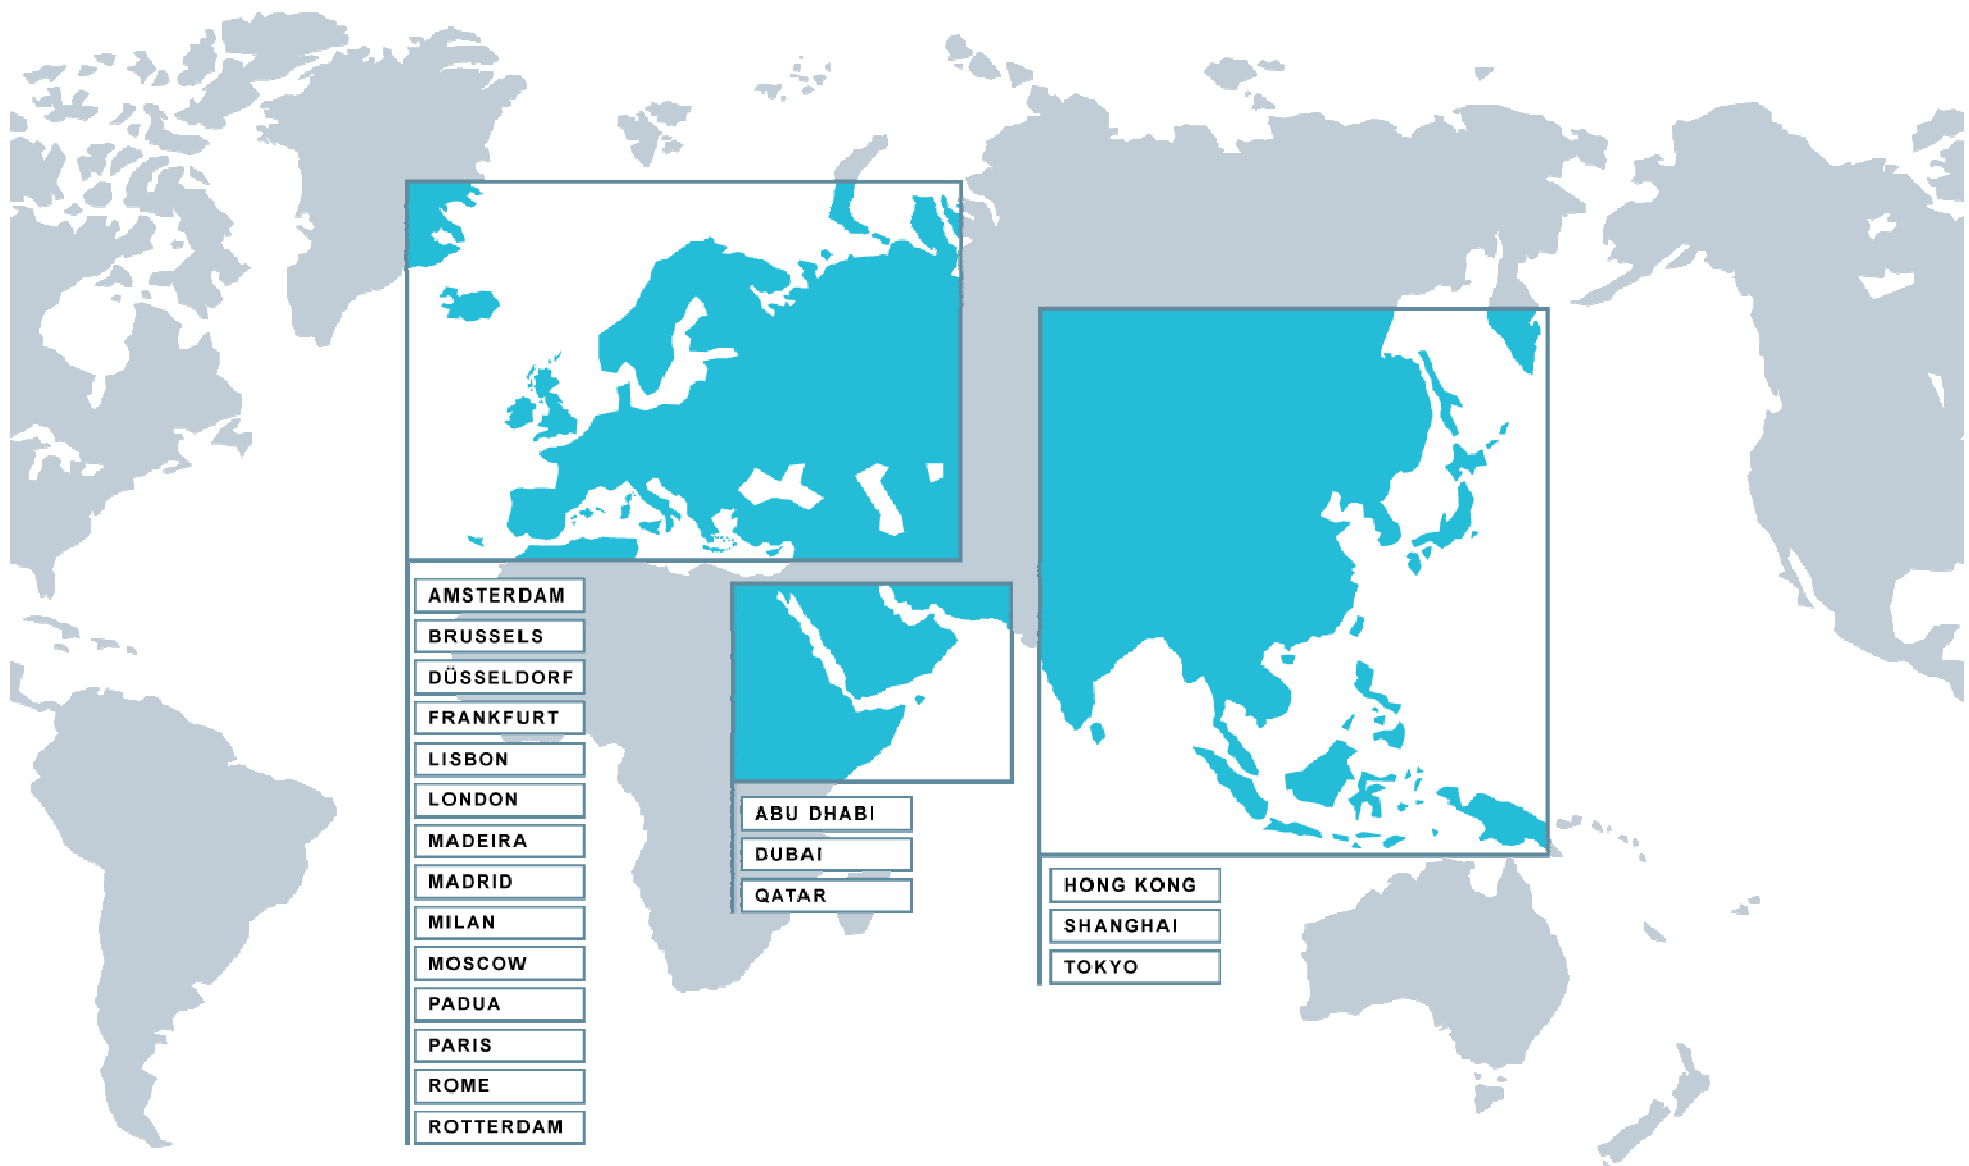 AMSTERDAM
BRUSSELS
DÜSSELDORF
FRANKFURT
LISBON
LONDON
MADEIRA
MADRID
MILAN
MOSCOW
PADUA
PARIS
ROME
ROTTERDAM
ABU DHABI
DUBAI
QATAR
HONG KONG
SHANGHAI
TOKYO